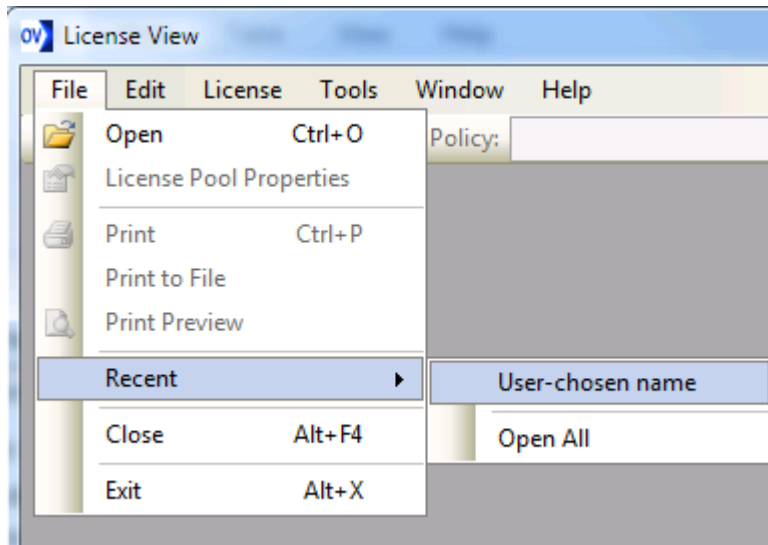 OV License View
File Edit License Tools Window Help
Open Ctrl+O
Policy:
License Pool Properties
Print Ctrl+P
Print to File
Print Preview
Recent
User-chosen name
Close Alt+F4
Open All
Exit Alt+X